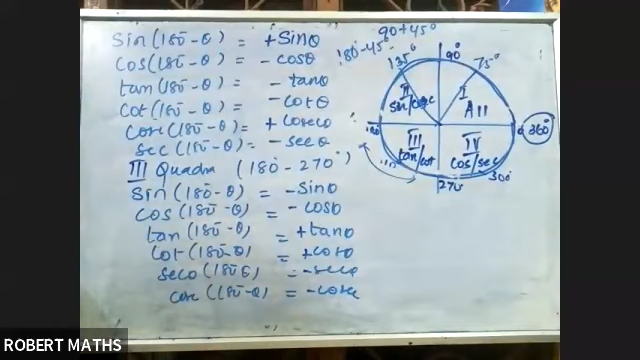 Sin(180-θ) = +Sinθ
Cos(180-θ) = -cosθ
tan(180-θ) = -tanθ
Cot(180-θ) = -Cotθ
Cosec(180-θ) = +Cosecθ
sec(180-θ) = -secθ
III Quadra (180-270°)
Sin(180-θ) = -Sinθ
Cos(180-θ) = -Cosθ
tan(180-θ) = +tanθ
Cot(180-θ) = +Cotθ
Secθ(180-θ) = -Secθ
Cosec(180-θ) = -Cosec
90+45°
180-45°
135°
90°
75°
II
Sin/Cosec
I
All
180
0
360°
III
tan/cot
IV
Cos/Sec
270°
300°
ROBERT MATHS